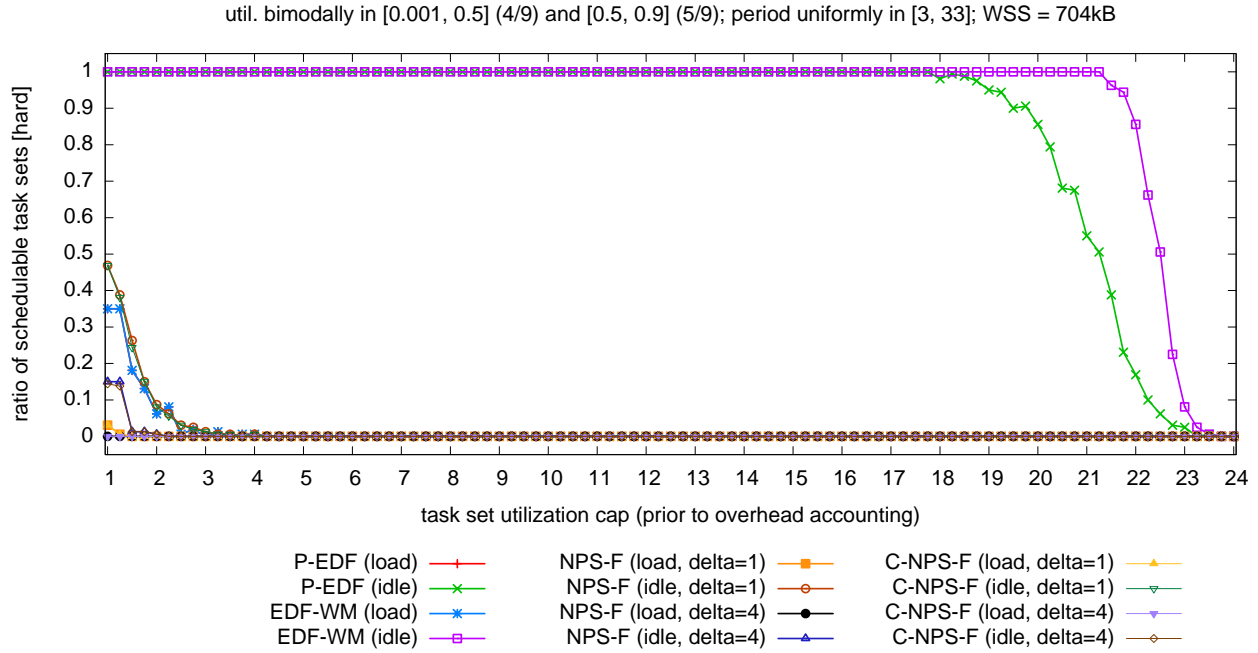 util. bimodally in [0.001, 0.5] (4/9) and [0.5, 0.9] (5/9); period uniformly in [3, 33]; WSS = 704kB
ratio of schedulable task sets [hard]
1
0.9
0.8
0.7
0.6
0.5
0.4
0.3
0.2
0.1
0
1 2 3 4 5 6 7 8 9 10 11 12 13 14 15 16 17 18 19 20 21 22 23 24
task set utilization cap (prior to overhead accounting)
P-EDF (load) NPS-F (load, delta=1) C-NPS-F (load, delta=1)
P-EDF (idle) NPS-F (idle, delta=1) C-NPS-F (idle, delta=1)
EDF-WM (load) NPS-F (load, delta=4) C-NPS-F (load, delta=4)
EDF-WM (idle) NPS-F (idle, delta=4) C-NPS-F (idle, delta=4)